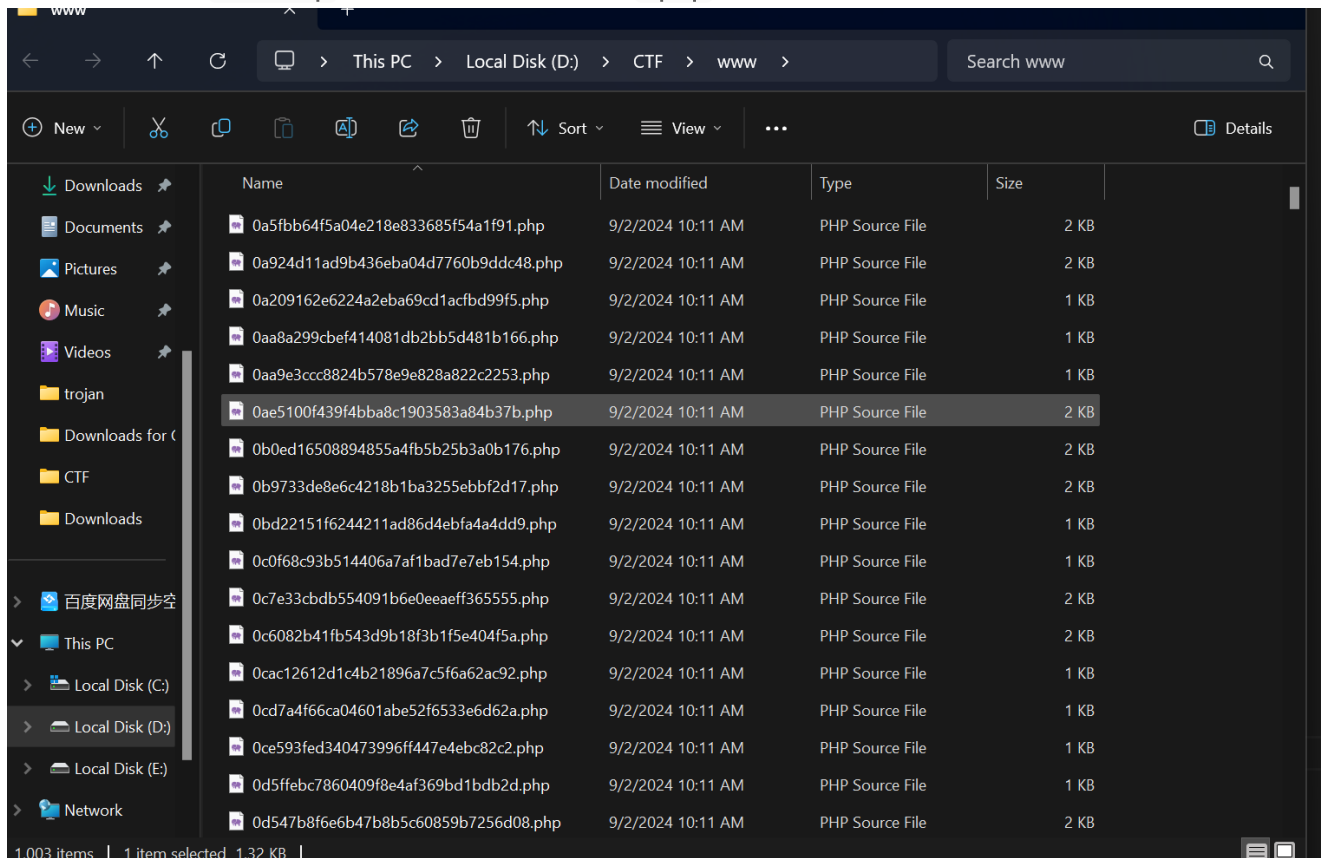 www
This PC > Local Disk (D:) > CTF > www >
Search www
New
Sort
View
Details
Downloads
Documents
Pictures
Music
Videos
trojan
Downloads for
CTF
Downloads
百度网盘同步空
This PC
Local Disk (C:)
Local Disk (D:)
Local Disk (E:)
Network
Name Date modified Type Size
0a5fbb64f5a04e218e833685f54a1f91.php 9/2/2024 10:11 AM PHP Source File 2 KB
0a924d11ad9b436eba04d7760b9ddc48.php 9/2/2024 10:11 AM PHP Source File 2 KB
0a209162e6224a2eba69cd1acfbd99f5.php 9/2/2024 10:11 AM PHP Source File 1 KB
0aa8a299cbef414081db2bb5d481b166.php 9/2/2024 10:11 AM PHP Source File 1 KB
0aa9e3ccc8824b578e9e828a822c2253.php 9/2/2024 10:11 AM PHP Source File 1 KB
0ae5100f439f4bba8c1903583a84b37b.php 9/2/2024 10:11 AM PHP Source File 2 KB
0b0ed16508894855a4fb5b25b3a0b176.php 9/2/2024 10:11 AM PHP Source File 2 KB
0b9733de8e6c4218b1ba3255ebbf2d17.php 9/2/2024 10:11 AM PHP Source File 2 KB
0bd22151f6244211ad86d4ebfa4a4dd9.php 9/2/2024 10:11 AM PHP Source File 1 KB
0c0f68c93b514406a7af1bad7e7eb154.php 9/2/2024 10:11 AM PHP Source File 1 KB
0c7e33cbdb554091b6e0eeaeff365555.php 9/2/2024 10:11 AM PHP Source File 2 KB
0c6082b41fb543d9b18f3b1f5e404f5a.php 9/2/2024 10:11 AM PHP Source File 2 KB
0cac12612d1c4b21896a7c5f6a62ac92.php 9/2/2024 10:11 AM PHP Source File 1 KB
0cd7a4f66ca04601abe52f6533e6d62a.php 9/2/2024 10:11 AM PHP Source File 1 KB
0ce593fed340473996ff447e4ebc82c2.php 9/2/2024 10:11 AM PHP Source File 1 KB
0d5ffebc7860409f8e4af369bd1bdb2d.php 9/2/2024 10:11 AM PHP Source File 1 KB
0d547b8f6e6b47b8b5c60859b7256d08.php 9/2/2024 10:11 AM PHP Source File 2 KB
1,003 items 1 item selected 1.32 KB